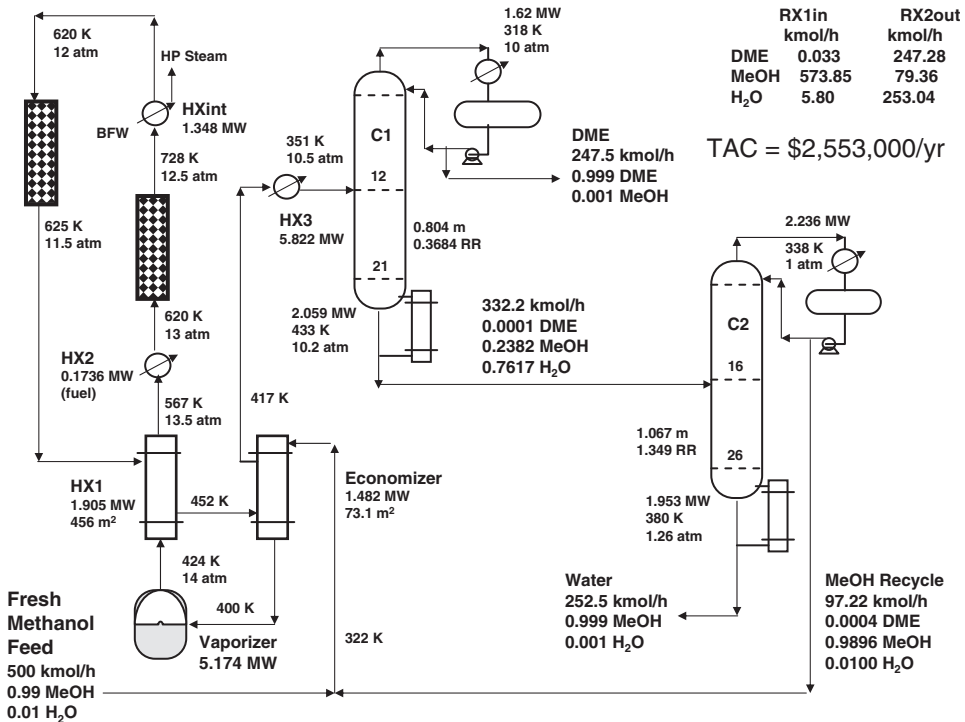 620 K
12 atm
HP Steam
BFW
HXint
1.348 MW
728 K
12.5 atm
625 K
11.5 atm
620 K
13 atm
HX2
0.1736 MW
(fuel)
567 K
13.5 atm
HX1
1.905 MW
456 m²
452 K
424 K
14 atm
400 K
Vaporizer
5.174 MW
Fresh
Methanol
Feed
500 kmol/h
0.99 MeOH
0.01 H₂O
322 K
417 K
Economizer
1.482 MW
73.1 m²
351 K
10.5 atm
HX3
5.822 MW
C1
12
21
1.62 MW
318 K
10 atm
0.804 m
0.3684 RR
2.059 MW
433 K
10.2 atm
DME
247.5 kmol/h
0.999 DME
0.001 MeOH
332.2 kmol/h
0.0001 DME
0.2382 MeOH
0.7617 H₂O
RX1in RX2out
kmol/h kmol/h
DME 0.033 247.28
MeOH 573.85 79.36
H₂O 5.80 253.04
TAC = $2,553,000/yr
2.236 MW
338 K
1 atm
C2
16
26
1.067 m
1.349 RR
1.953 MW
380 K
1.26 atm
Water
252.5 kmol/h
0.999 MeOH
0.001 H₂O
MeOH Recycle
97.22 kmol/h
0.0004 DME
0.9896 MeOH
0.0100 H₂O